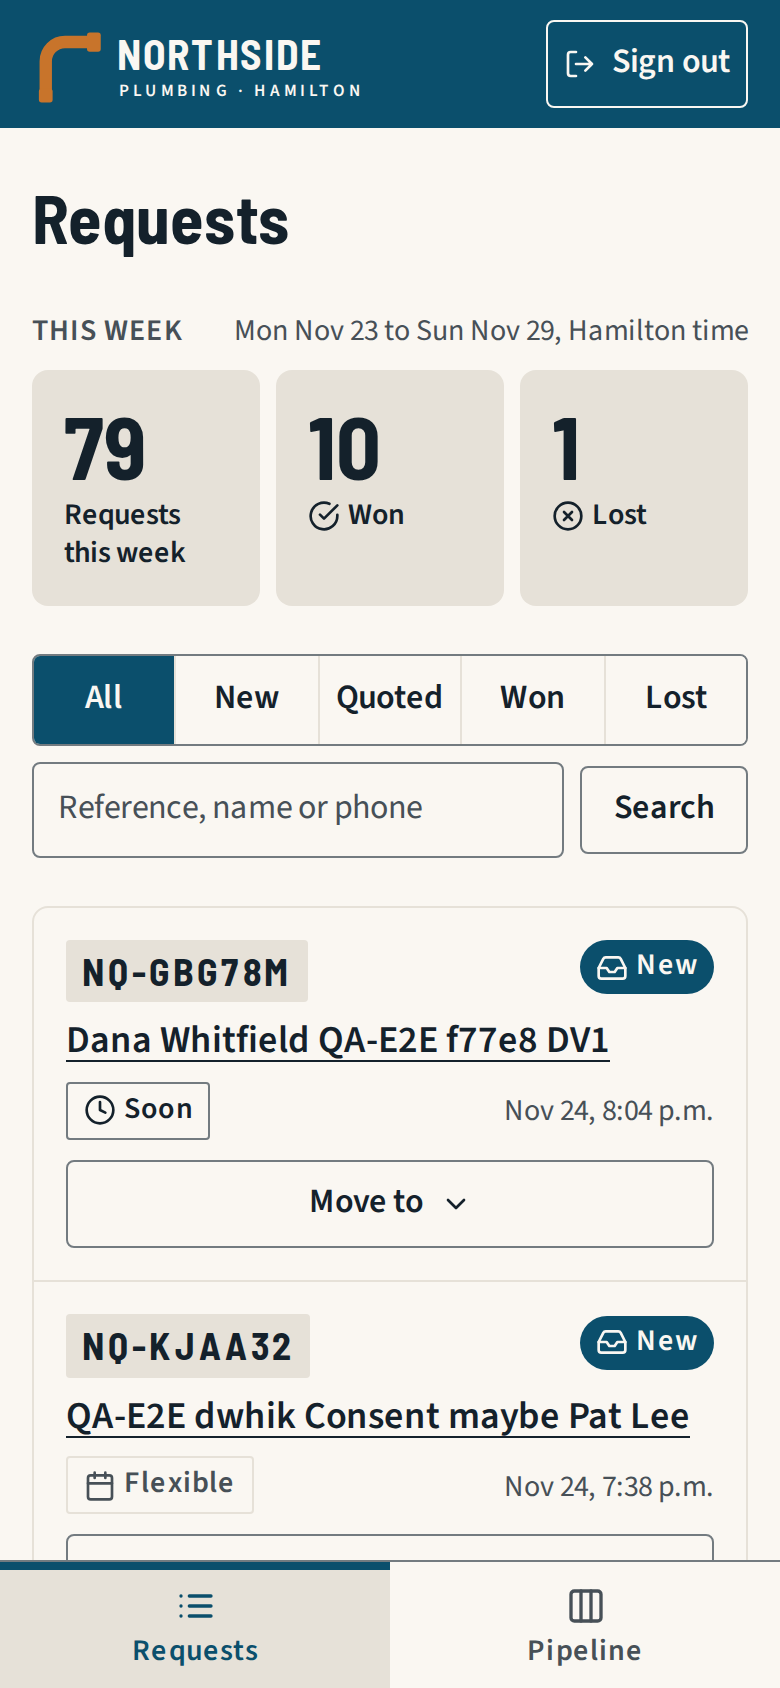 NORTHSIDE
PLUMBING · HAMILTON
Sign out
Requests
THIS WEEK
Mon Nov 23 to Sun Nov 29, Hamilton time
79
Requests
this week
10
Won
1
Lost
All
New
Quoted
Won
Lost
Reference, name or phone
Search
NQ-GBG78M
New
Dana Whitfield QA-E2E f77e8 DV1
Soon
Nov 24, 8:04 p.m.
Move to
NQ-KJAA32
New
QA-E2E dwhik Consent maybe Pat Lee
Flexible
Nov 24, 7:38 p.m.
Requests
Pipeline